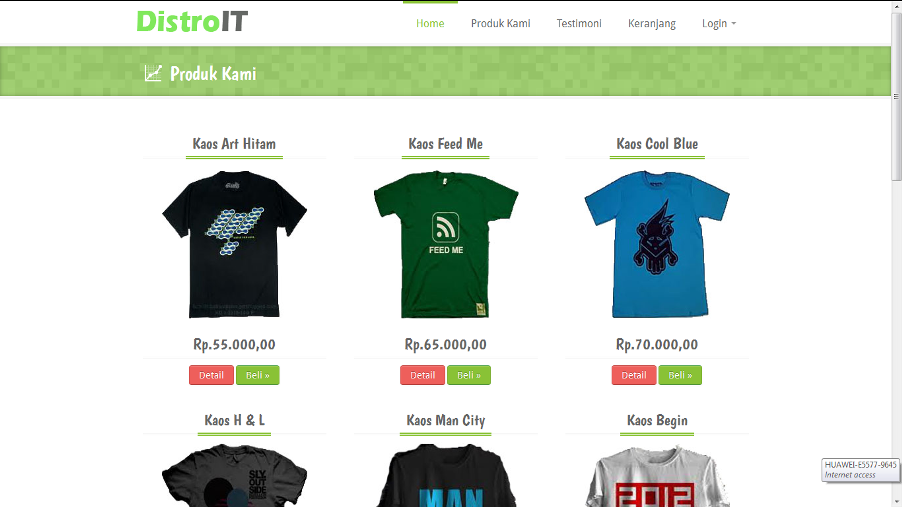 DistroIT
Home Produk Kami Testimoni Keranjang Login
Produk Kami
Kaos Art Hitam Kaos Feed Me Kaos Cool Blue
FEED ME
Rp.55.000,00 Rp.65.000,00 Rp.70.000,00
Detail Beli » Detail Beli » Detail Beli »
Kaos H & L Kaos Man City Kaos Begin
SLY.
OUT
SIDE
MAN
HUAWEI-E5577-9645
Internet access